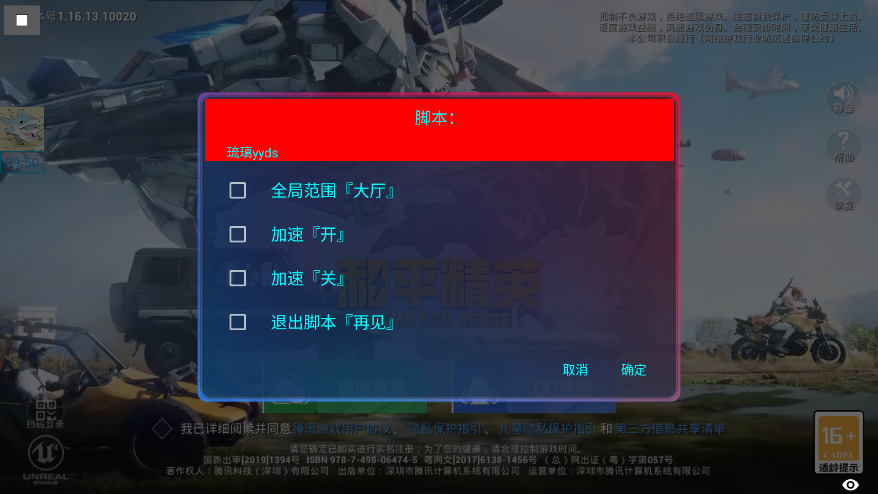 本号1.16.13.10020
抵制不良游戏，拒绝盗版游戏。注意自我保护，谨防受骗上当。
适度游戏益脑，沉迷游戏伤身。合理安排时间，享受健康生活。
本公司积极履行《网络游戏行业防沉迷自律公约》
静音
帮助
修复
脚本：
琉璃yyds
全局范围『大厅』
加速『开』
加速『关』
退出脚本『再见』
和平精英
取消
确定
扫码登录
我已详细阅读并同意腾讯游戏用户协议、隐私保护指引、儿童隐私保护指引 和 第三方信息共享清单
您确定已如实进行实名注册；为了您的健康，请合理控制游戏时间。
国新出审[2019]1394号 ISBN 978-7-498-06474-5 粤网文[2017]6138-1456号 （总）网出证（粤）字第057号
著作权人：腾讯科技（深圳）有限公司 出版单位：深圳市腾讯计算机系统有限公司 运营单位：深圳市腾讯计算机系统有限公司
UNREAL
16+
CADPA
适龄提示